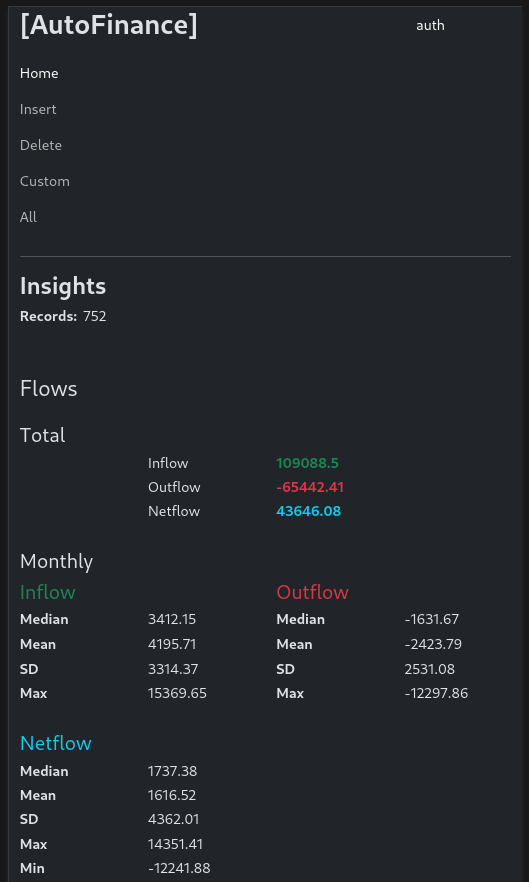 [AutoFinance] auth
Home
Insert
Delete
Custom
All
Insights
Records: 752
Flows
Total
Inflow 109088.5
Outflow -65442.41
Netflow 43646.08
Monthly
Inflow Outflow
Median 3412.15 Median -1631.67
Mean 4195.71 Mean -2423.79
SD 3314.37 SD 2531.08
Max 15369.65 Max -12297.86
Netflow
Median 1737.38
Mean 1616.52
SD 4362.01
Max 14351.41
Min -12241.88